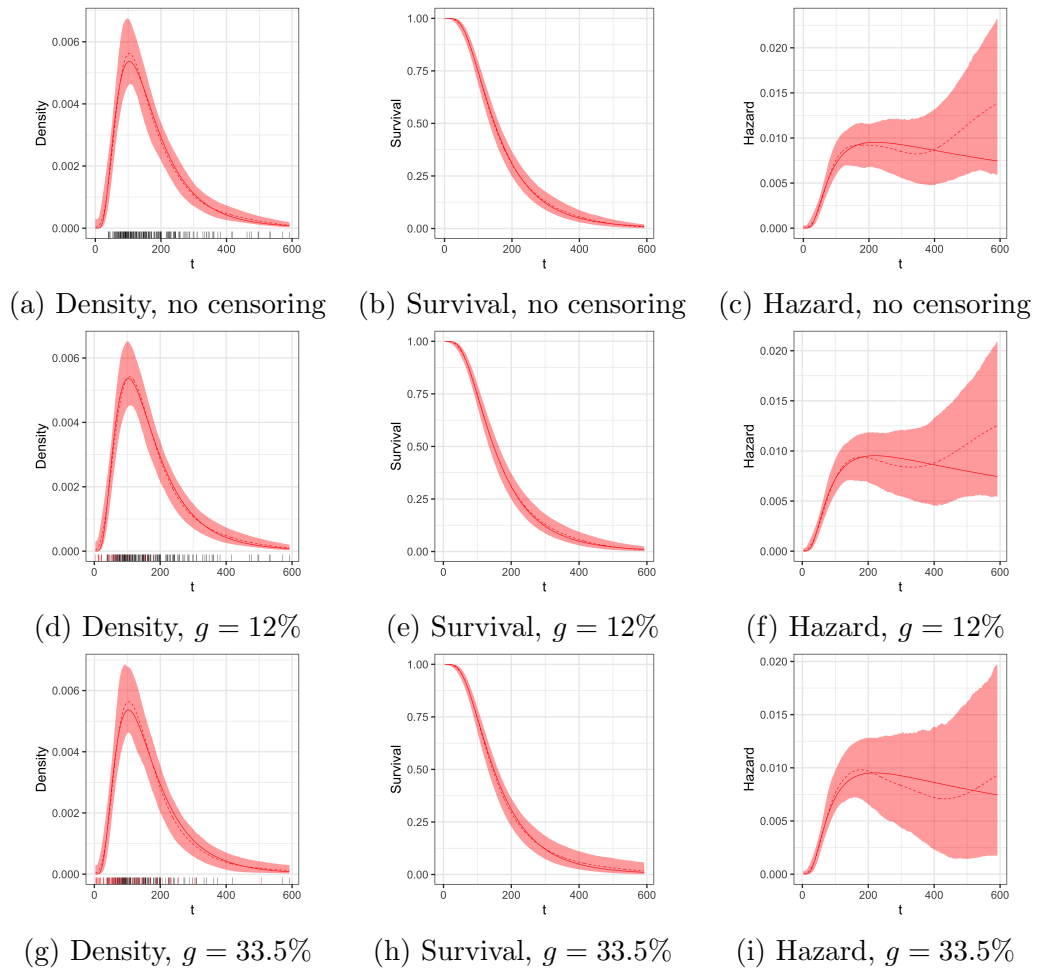 0.006
0.004
0.002
0.000
Density
0 200 400 600
t
1.00
0.75
0.50
0.25
0.00
Survival
0 200 400 600
t
0.020
0.015
0.010
0.005
0.000
Hazard
0 200 400 600
t
(a) Density, no censoring
(b) Survival, no censoring
(c) Hazard, no censoring
0.006
0.004
0.002
0.000
Density
0 200 400 600
t
1.00
0.75
0.50
0.25
0.00
Survival
0 200 400 600
t
0.020
0.015
0.010
0.005
0.000
Hazard
0 200 400 600
t
(d) Density, g = 12%
(e) Survival, g = 12%
(f) Hazard, g = 12%
0.006
0.004
0.002
0.000
Density
0 200 400 600
t
1.00
0.75
0.50
0.25
0.00
Survival
0 200 400 600
t
0.020
0.015
0.010
0.005
0.000
Hazard
0 200 400 600
t
(g) Density, g = 33.5%
(h) Survival, g = 33.5%
(i) Hazard, g = 33.5%